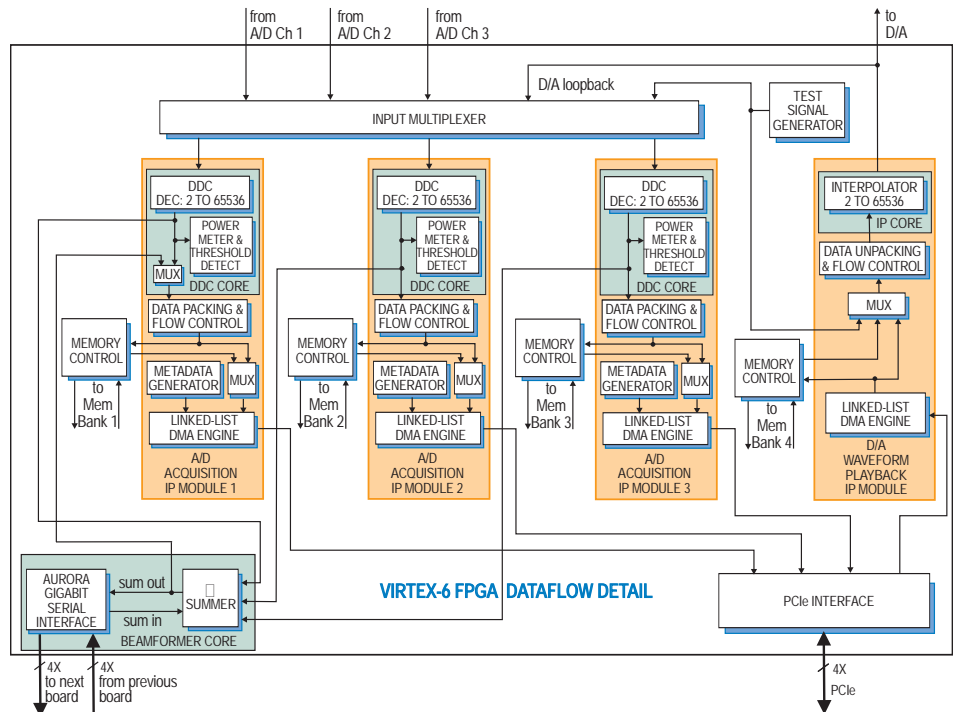 from
A/D Ch 1
from
A/D Ch 2
from
A/D Ch 3
to
D/A
D/A loopback
INPUT MULTIPLEXER
TEST
SIGNAL
GENERATOR
DDC
DEC: 2 TO 65536
POWER
METER &
THRESHOLD
DETECT
MUX
DDC CORE
DATA PACKING &
FLOW CONTROL
MEMORY
CONTROL
METADATA
GENERATOR
MUX
to
Mem
Bank 1
LINKED-LIST
DMA ENGINE
A/D
ACQUISITION
IP MODULE 1
DDC
DEC: 2 TO 65536
POWER
METER &
THRESHOLD
DETECT
DDC CORE
DATA PACKING &
FLOW CONTROL
MEMORY
CONTROL
METADATA
GENERATOR
MUX
to
Mem
Bank 2
LINKED-LIST
DMA ENGINE
A/D
ACQUISITION
IP MODULE 2
DDC
DEC: 2 TO 65536
POWER
METER &
THRESHOLD
DETECT
DDC CORE
DATA PACKING &
FLOW CONTROL
MEMORY
CONTROL
METADATA
GENERATOR
MUX
to
Mem
Bank 3
LINKED-LIST
DMA ENGINE
A/D
ACQUISITION
IP MODULE 3
INTERPOLATOR
2 TO 65536
IP CORE
DATA UNPACKING
& FLOW CONTROL
MUX
MEMORY
CONTROL
to
Mem
Bank 4
LINKED-LIST
DMA ENGINE
D/A
WAVEFORM
PLAYBACK
IP MODULE
AURORA
GIGABIT
SERIAL
INTERFACE
sum out
sum in
SUMMER
BEAMFORMER CORE
VIRTEX-6 FPGA DATAFLOW DETAIL
PCIe INTERFACE
4X
to next
board
4X
from previous
board
4X
PCIe